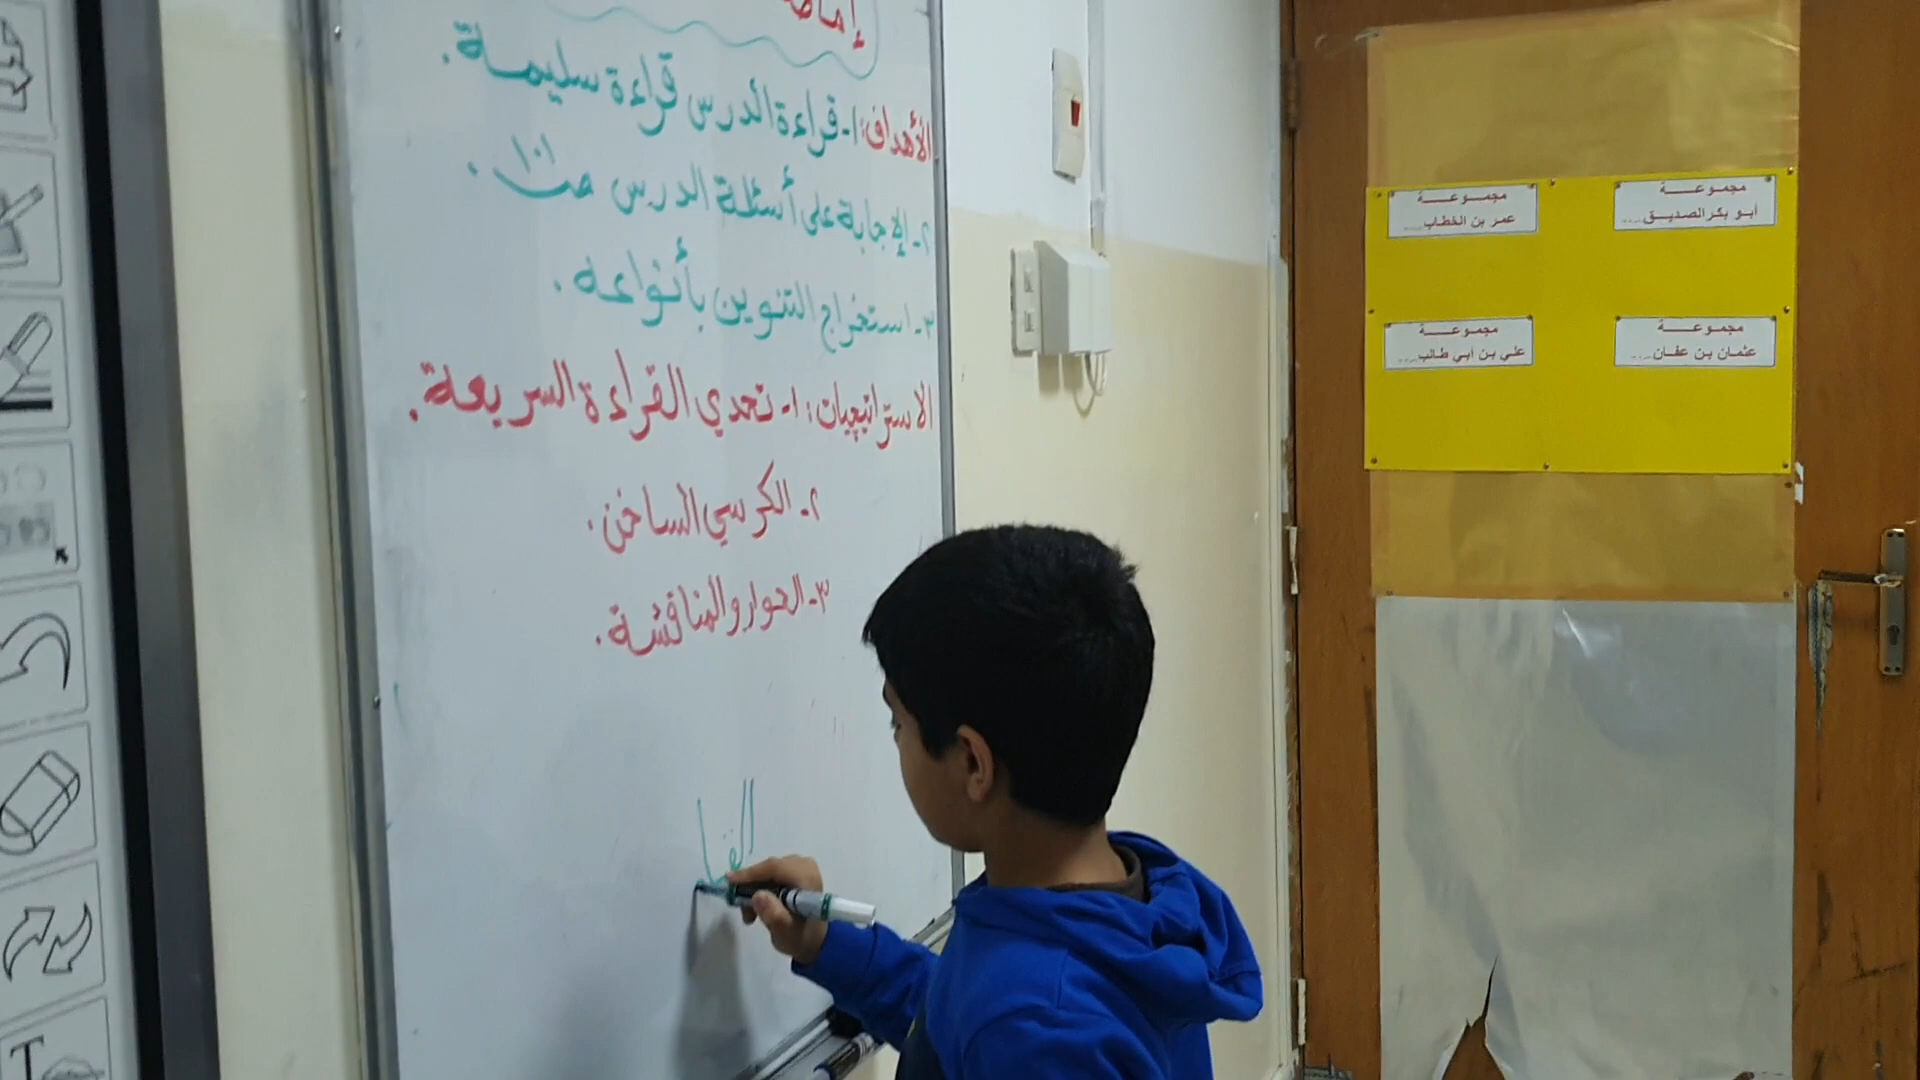 الأهداف: ١- قراءة الدرس قراءة سليمة.
٢- الإجابة على أسئلة الدرس ص ١٠١.
٣- استخراج التنوين بأنواعه.
الاستراتيجيات: ١- تحدي القراءة السريعة.
٢- الكرسي الساخن.
٣- الحوار والمناقشة.
مجموعة
أبو بكر الصديق
مجموعة
عمر بن الخطاب
مجموعة
عثمان بن عفان
مجموعة
علي بن أبي طالب
T